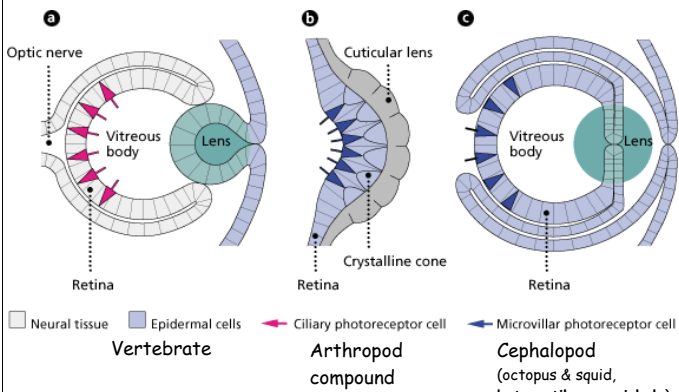 a
b
c
Optic nerve
Cuticular lens
Vitreous
body
Lens
Vitreous
body
Lens
Crystalline cone
Retina
Retina
Retina
Neural tissue
Epidermal cells
Ciliary photoreceptor cell
Microvillar photoreceptor cell
Vertebrate
Arthropod
compound
Cephalopod
(octopus & squid,